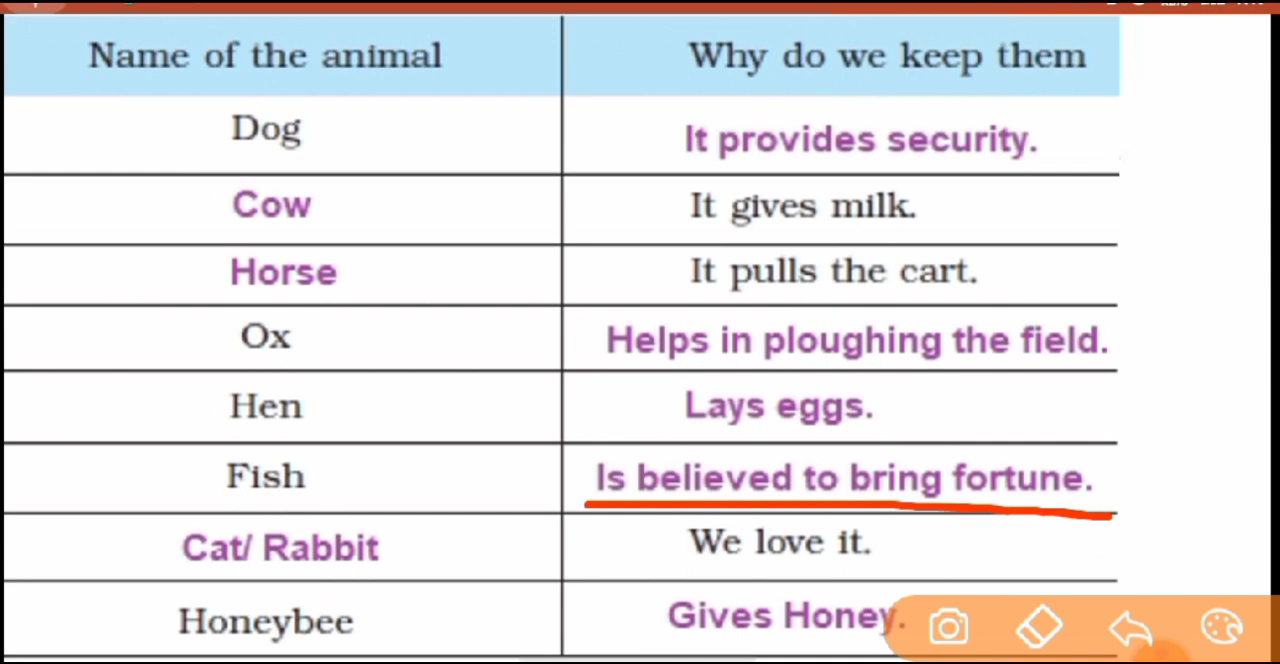 Name of the animal Why do we keep them
Dog It provides security.
Cow It gives milk.
Horse It pulls the cart.
Ox Helps in ploughing the field.
Hen Lays eggs.
Fish Is believed to bring fortune.
Cat/ Rabbit We love it.
Honeybee Gives Honey.